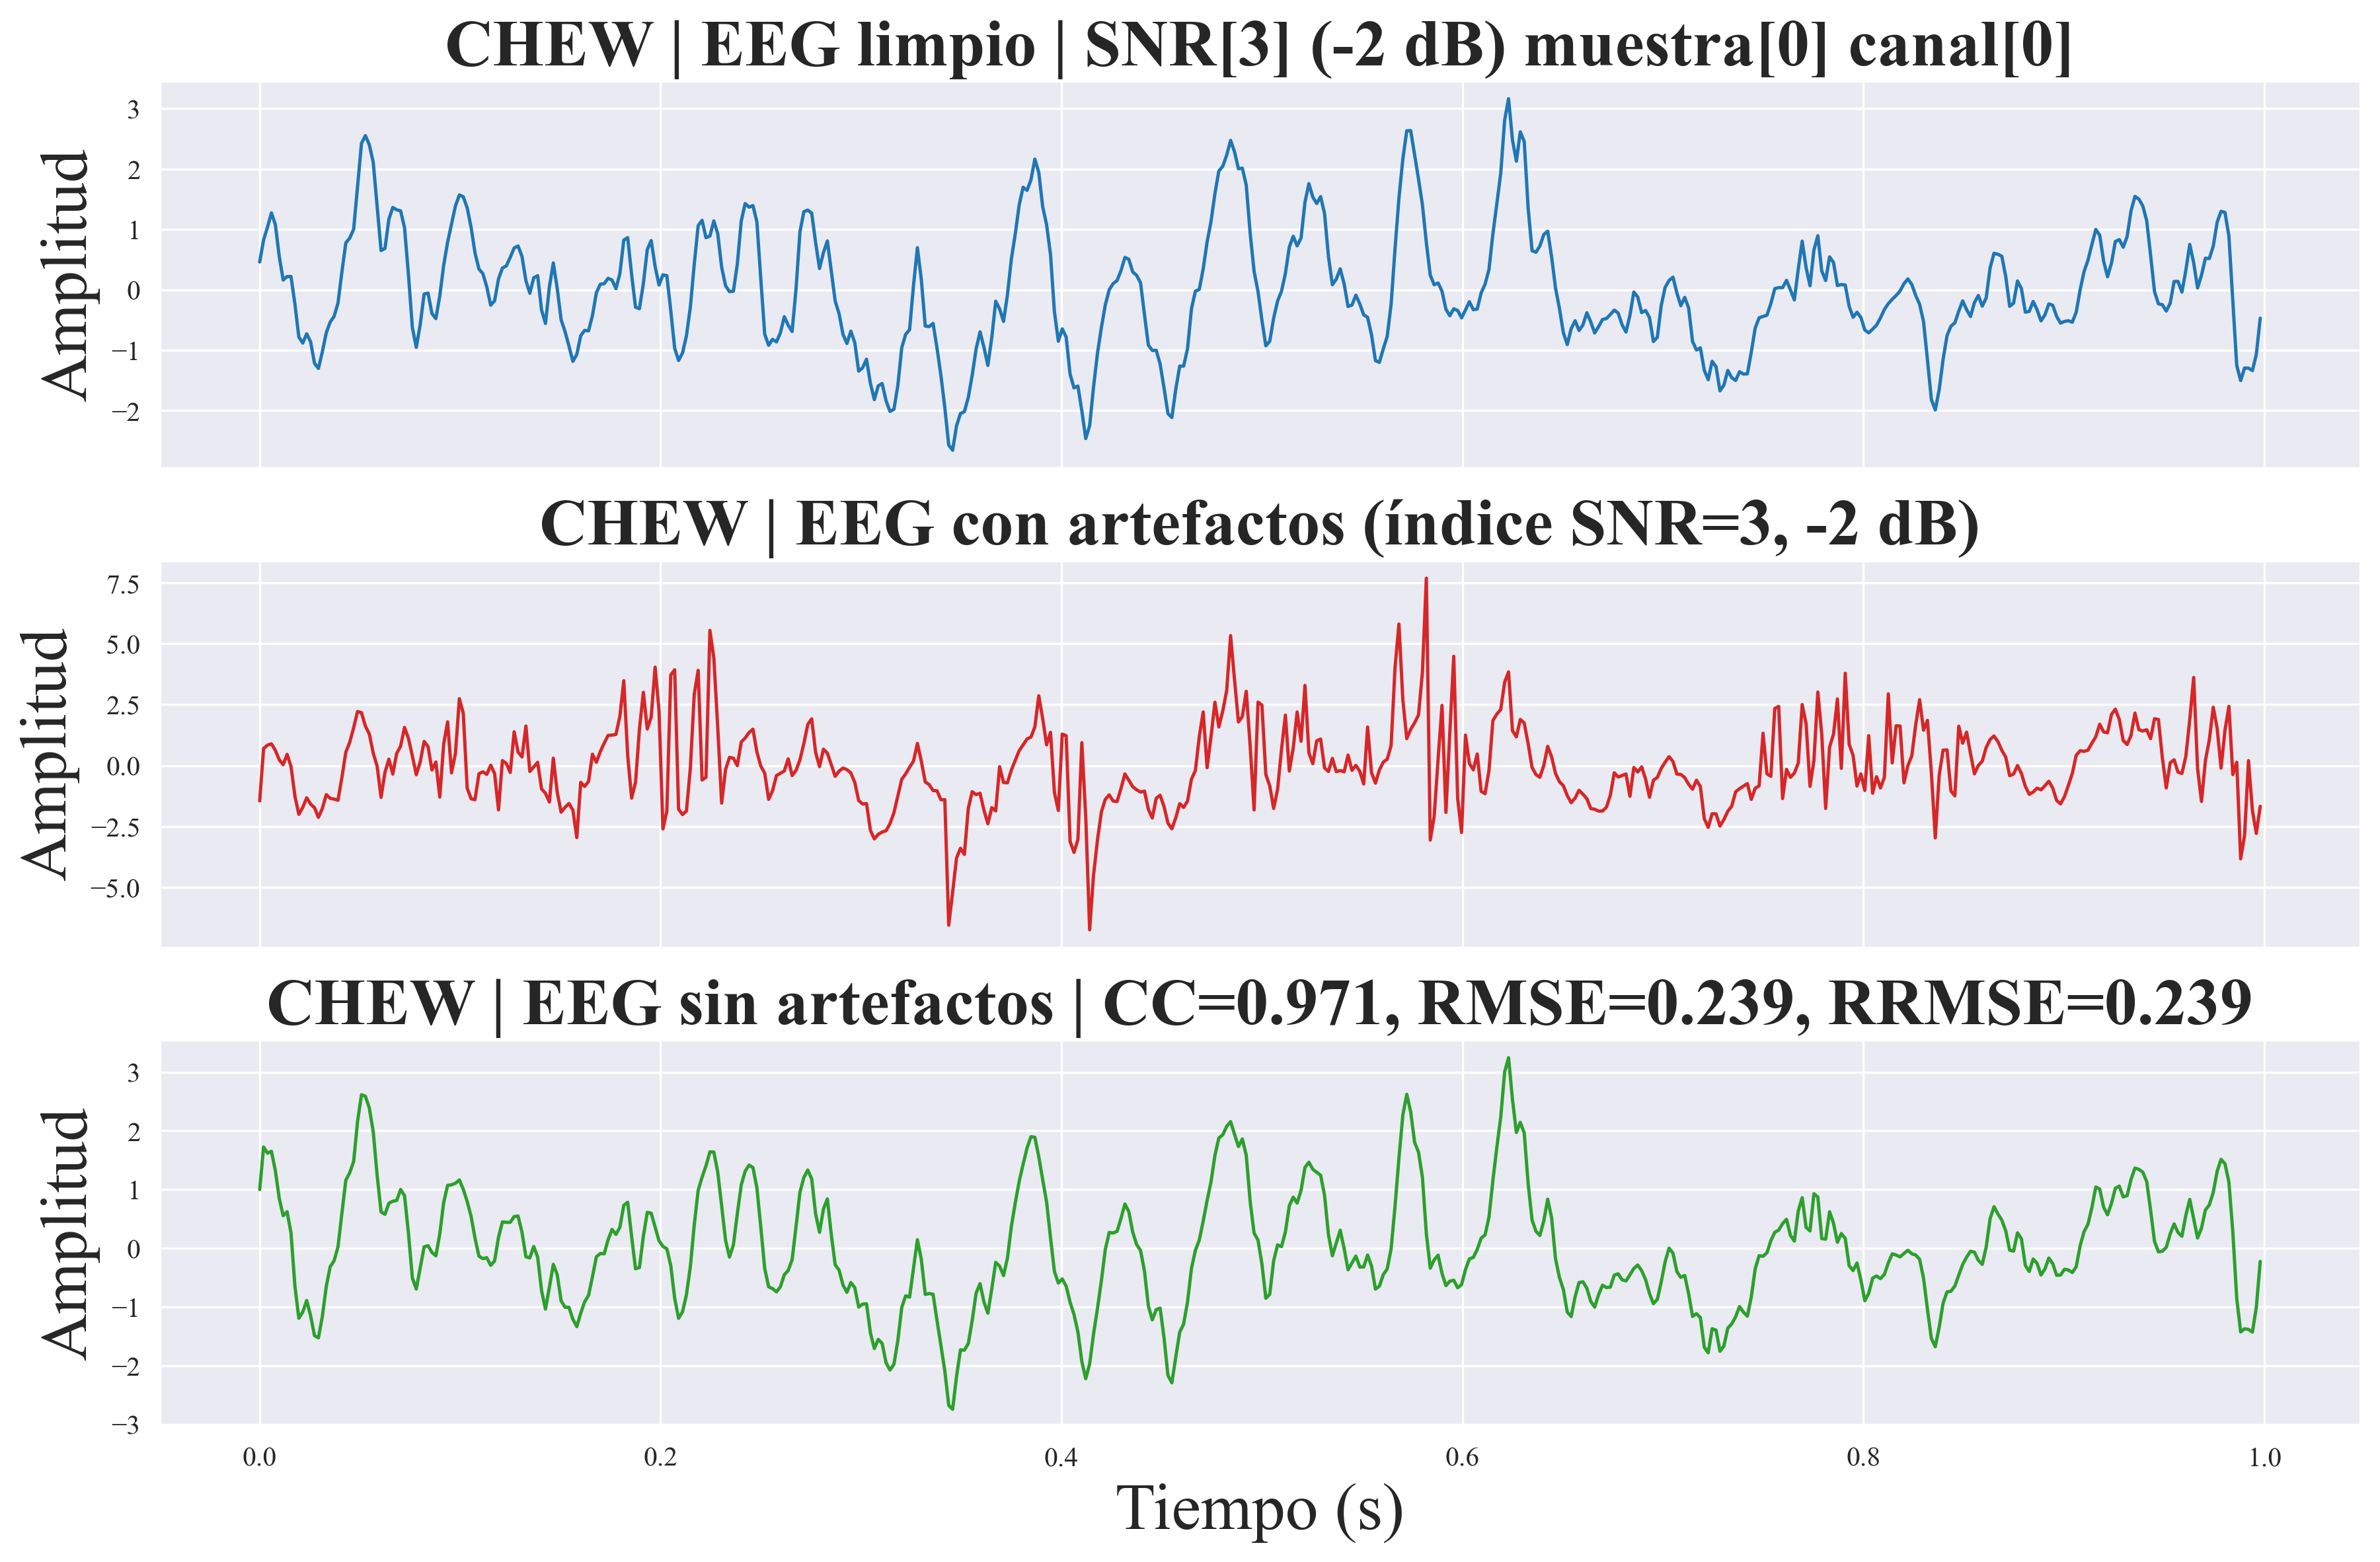 CHEW | EEG limpio | SNR[3] (-2 dB) muestra[0] canal[0]
3
2
1
0
−1
−2
Amplitud
CHEW | EEG con artefactos (índice SNR=3, -2 dB)
7.5
5.0
2.5
0.0
−2.5
−5.0
Amplitud
CHEW | EEG sin artefactos | CC=0.971, RMSE=0.239, RRMSE=0.239
3
2
1
0
−1
−2
−3
Amplitud
0.0 0.2 0.4 0.6 0.8 1.0
Tiempo (s)